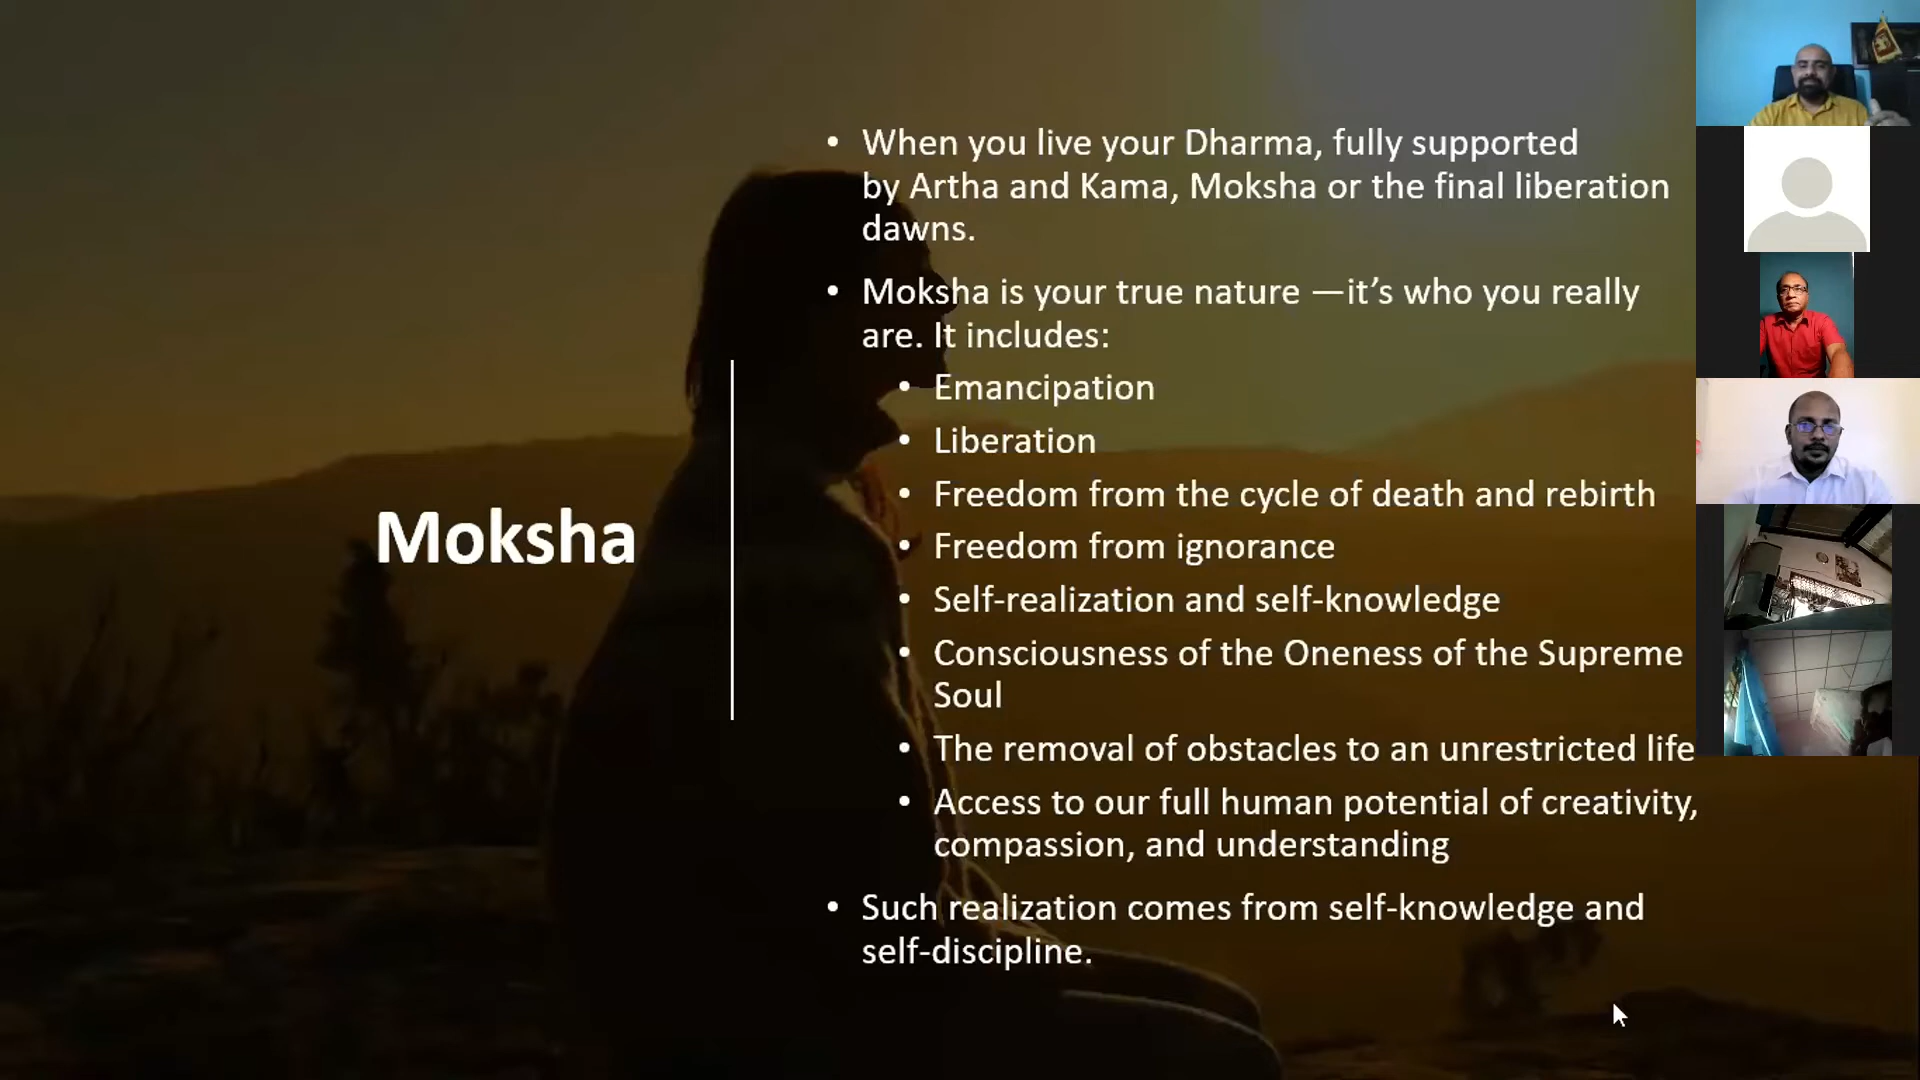 Moksha
• When you live your Dharma, fully supported
by Artha and Kama, Moksha or the final liberation
dawns.
• Moksha is your true nature —it’s who you really
are. It includes:
• Emancipation
• Liberation
• Freedom from the cycle of death and rebirth
• Freedom from ignorance
• Self-realization and self-knowledge
• Consciousness of the Oneness of the Supreme
Soul
• The removal of obstacles to an unrestricted life
• Access to our full human potential of creativity,
compassion, and understanding
• Such realization comes from self-knowledge and
self-discipline.